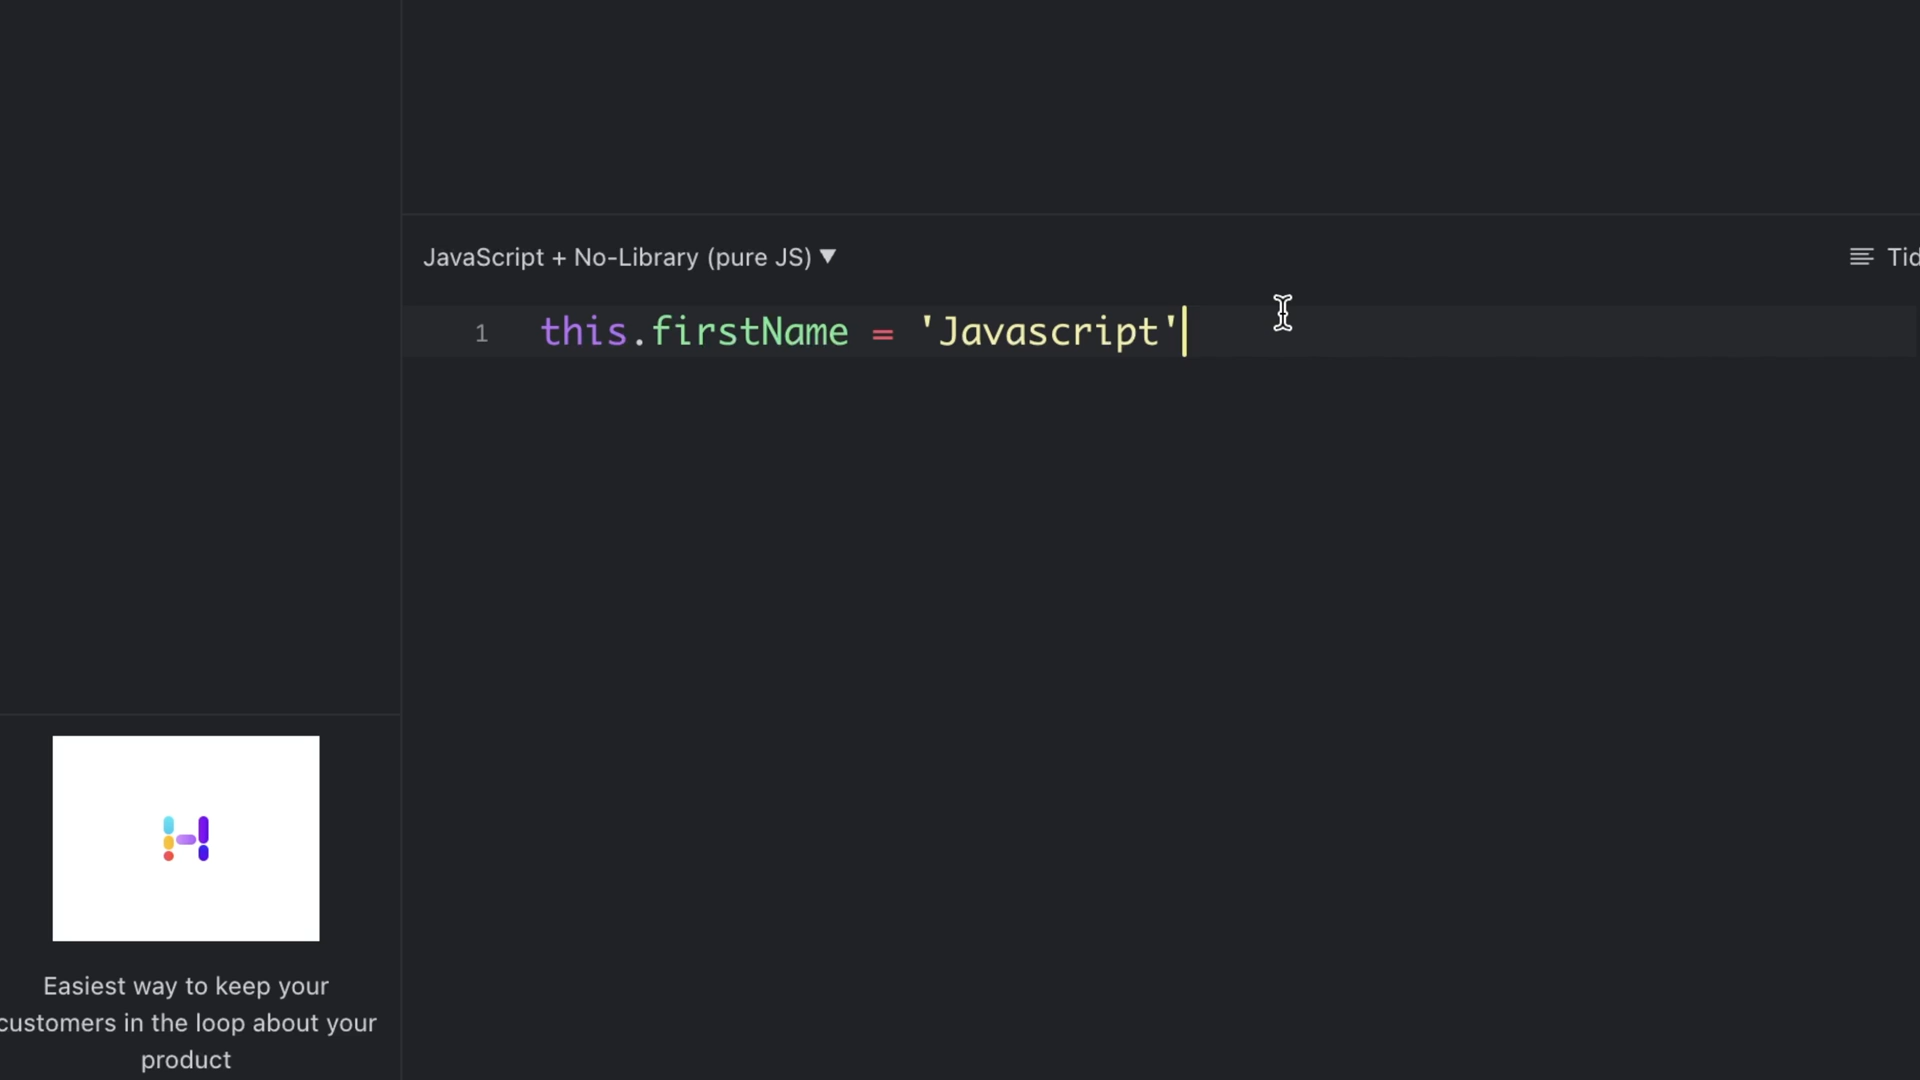 JavaScript + No-Library (pure JS) ▼
Tid
1 this.firstName = 'Javascript'
Easiest way to keep your
customers in the loop about your
product